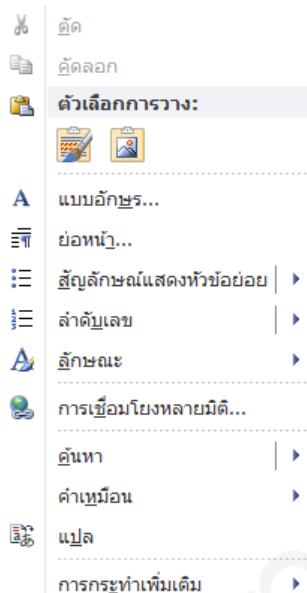 ตัด
คัดลอก
ตัวเลือกการวาง:
แบบอักษร...
ย่อหน้า...
สัญลักษณ์แสดงหัวข้อย่อย
ลำดับเลข
ลักษณะ
การเชื่อมโยงหลายมิติ...
ค้นหา
คำเหมือน
แปล
การกระทำเพิ่มเติม